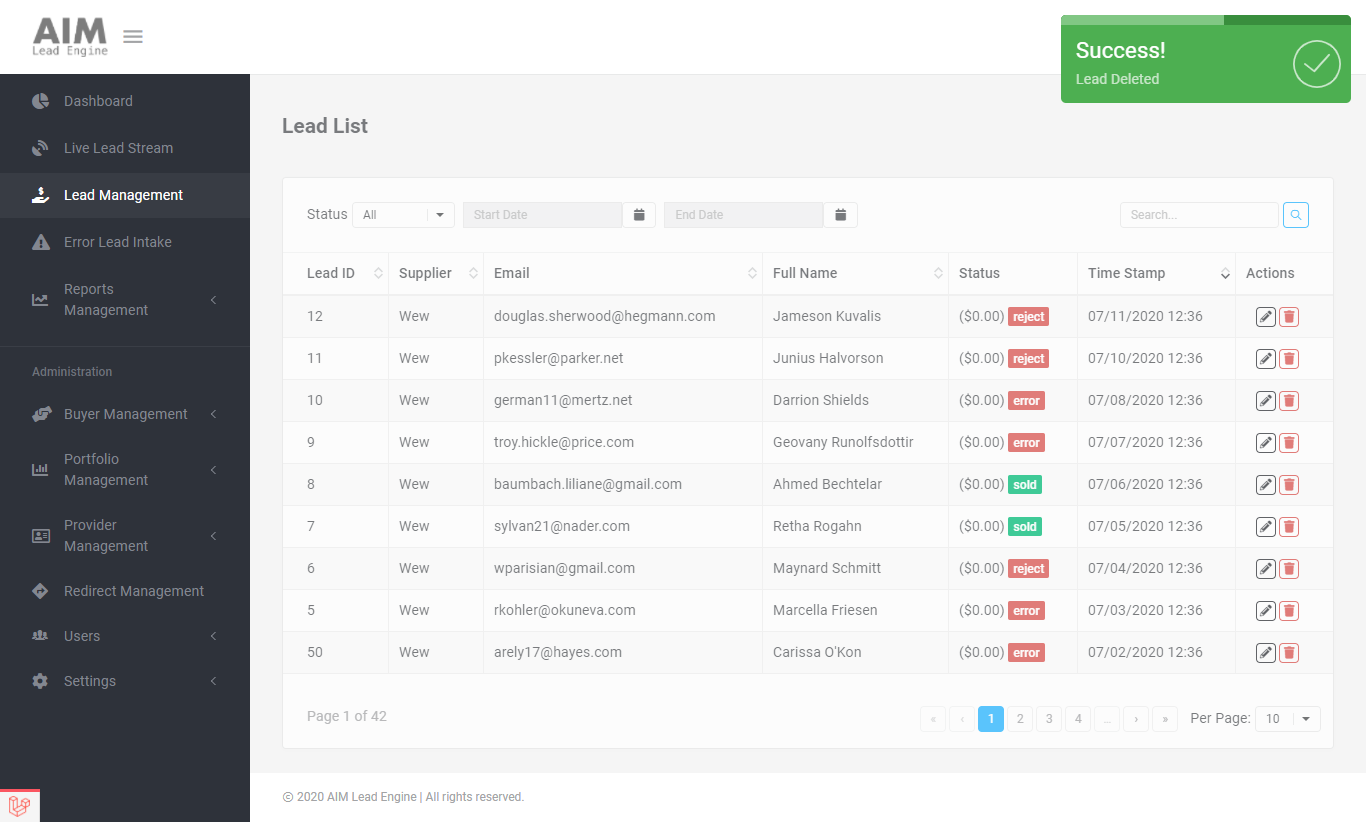 AIM
Lead Engine
Success!
Lead Deleted
Dashboard
Live Lead Stream
Lead Management
Error Lead Intake
Reports
Management
Administration
Buyer Management
Portfolio
Management
Provider
Management
Redirect Management
Users
Settings
Lead List
Status All Start Date End Date Search...
Lead ID Supplier Email Full Name Status Time Stamp Actions
12 Wew douglas.sherwood@hegmann.com Jameson Kuvalis ($0.00) reject 07/11/2020 12:36
11 Wew pkessler@parker.net Junius Halvorson ($0.00) reject 07/10/2020 12:36
10 Wew german11@mertz.net Darrion Shields ($0.00) error 07/08/2020 12:36
9 Wew troy.hickle@price.com Geovany Runolfsdottir ($0.00) error 07/07/2020 12:36
8 Wew baumbach.liliane@gmail.com Ahmed Bechtelar ($0.00) sold 07/06/2020 12:36
7 Wew sylvan21@nader.com Retha Rogahn ($0.00) sold 07/05/2020 12:36
6 Wew wparisian@gmail.com Maynard Schmitt ($0.00) reject 07/04/2020 12:36
5 Wew rkohler@okuneva.com Marcella Friesen ($0.00) error 07/03/2020 12:36
50 Wew arely17@hayes.com Carissa O'Kon ($0.00) error 07/02/2020 12:36
Page 1 of 42 « ‹ 1 2 3 4 ... › » Per Page: 10
© 2020 AIM Lead Engine | All rights reserved.